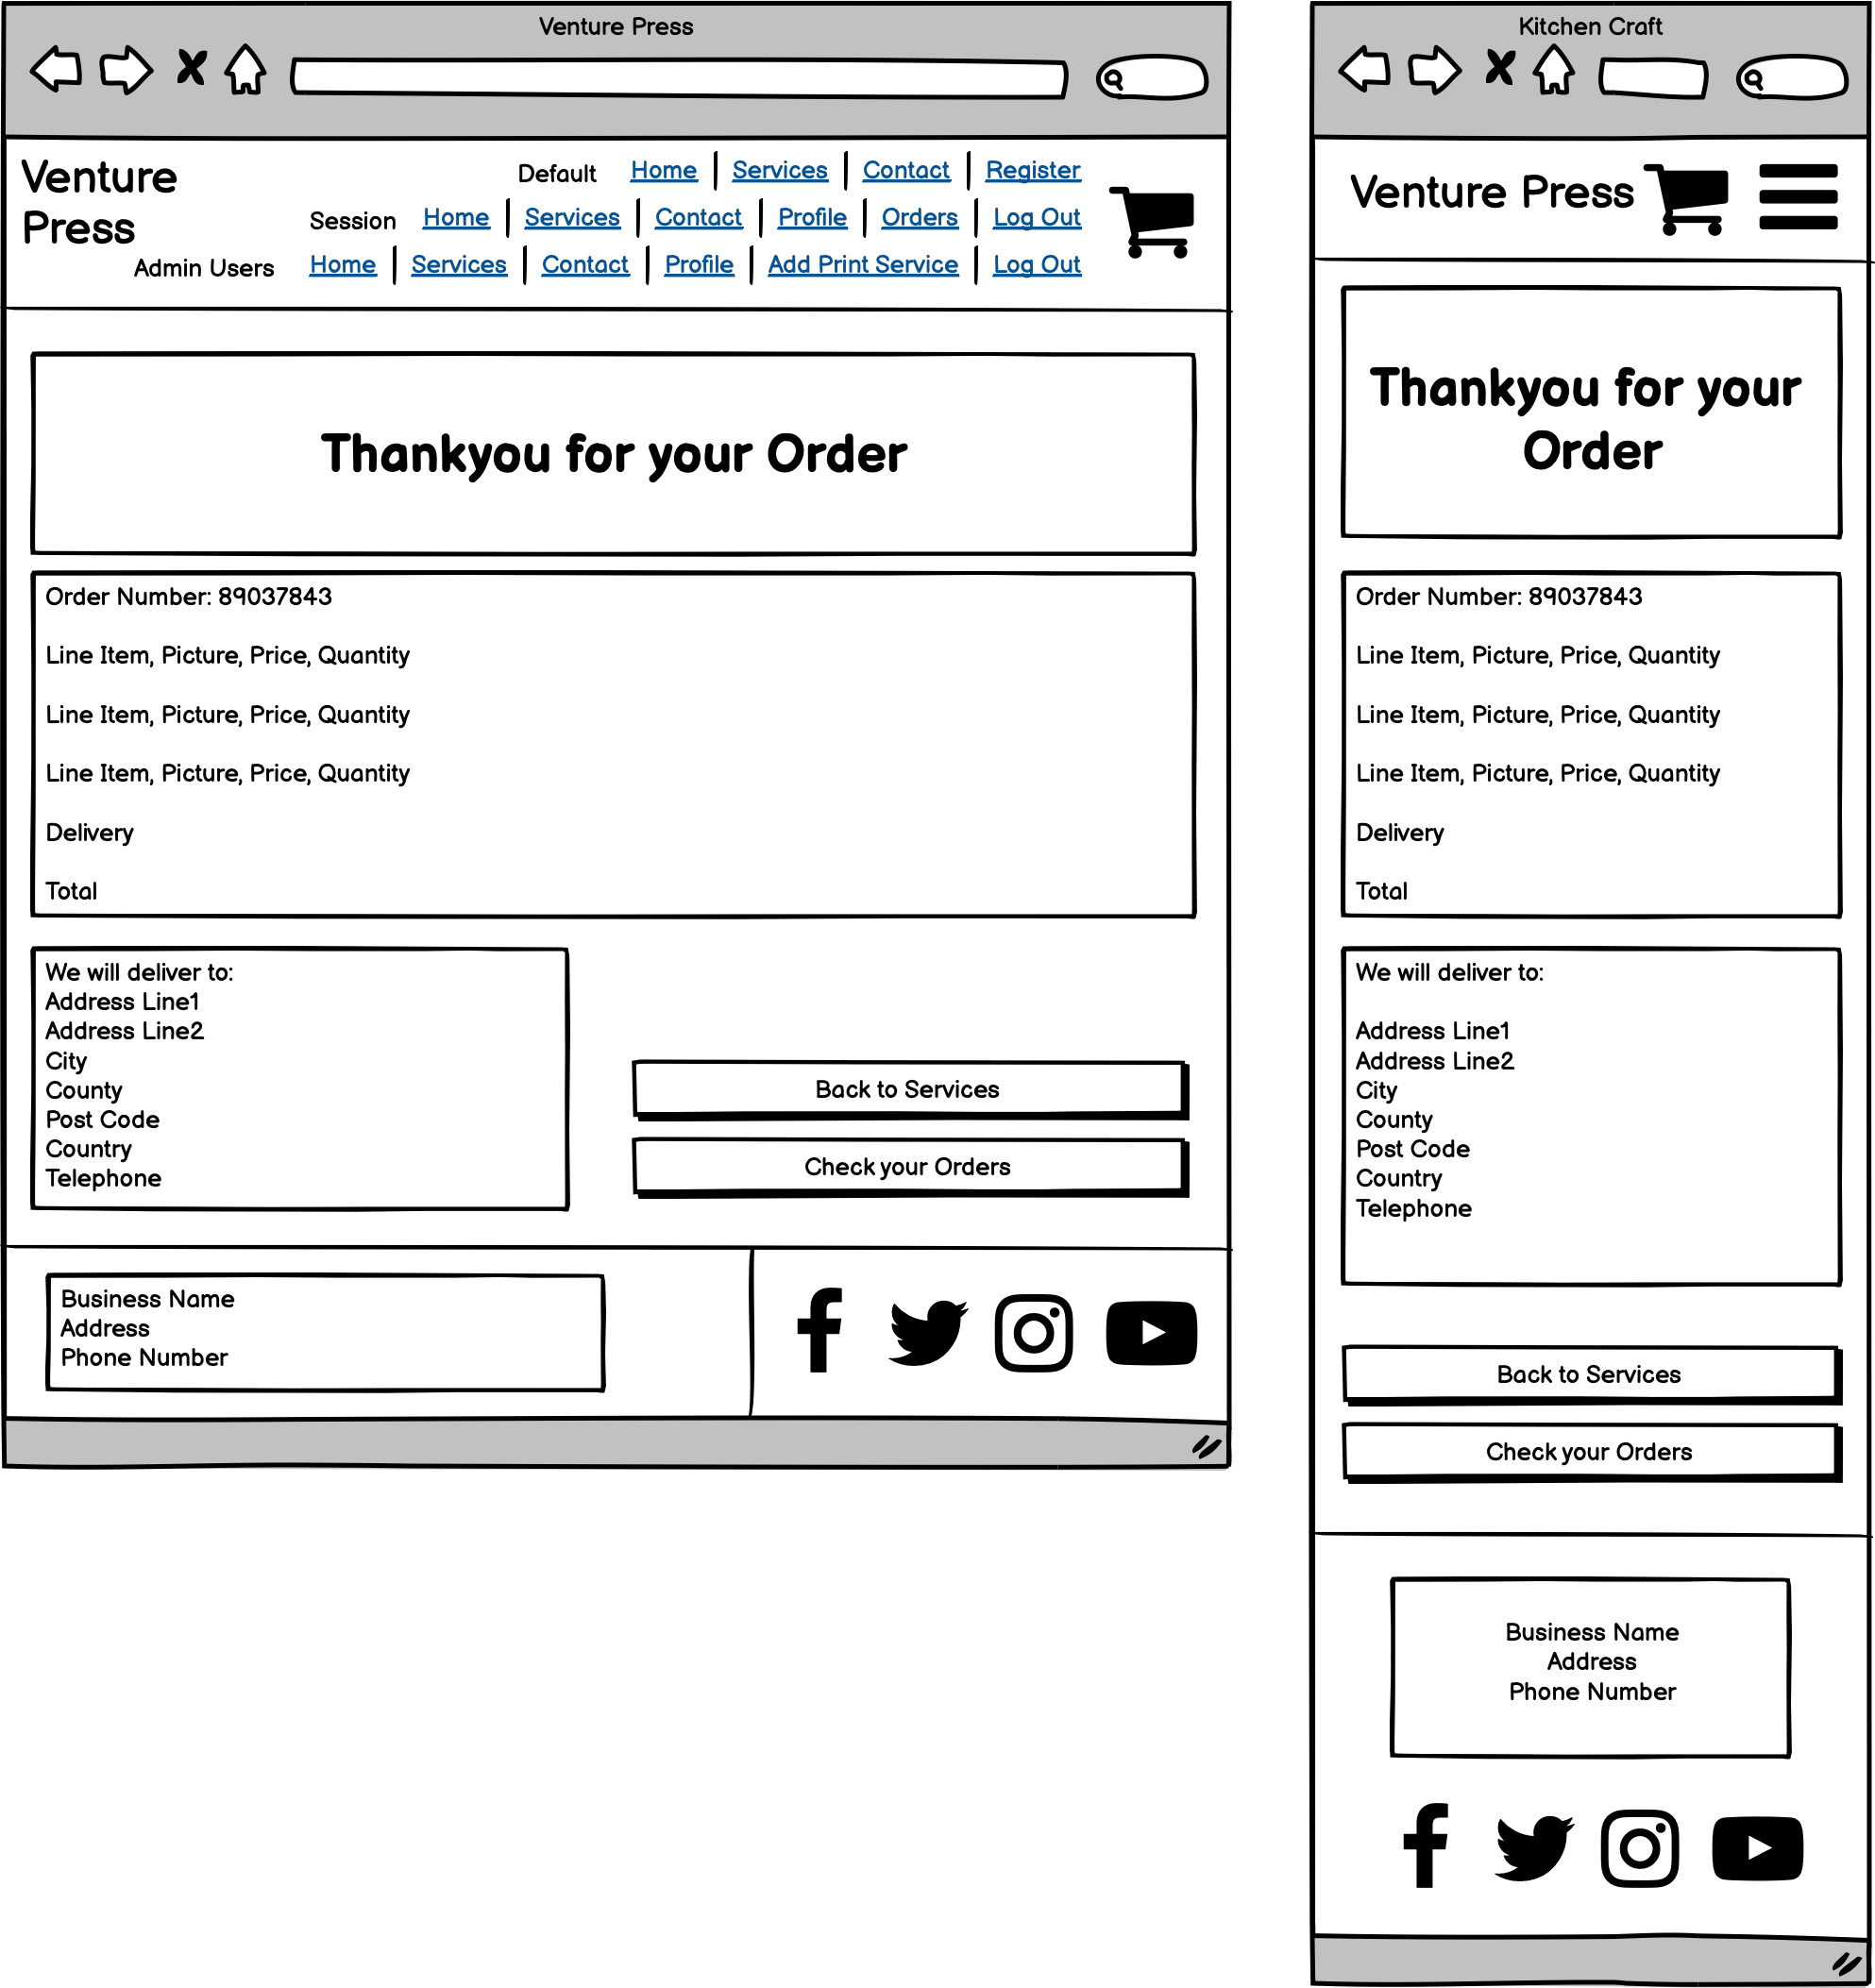 Venture Press
Venture
Press
Default Home Services Contact Register
Session Home Services Contact Profile Orders Log Out
Admin Users Home Services Contact Profile Add Print Service Log Out
Thankyou for your Order
Order Number: 89037843
Line Item, Picture, Price, Quantity
Line Item, Picture, Price, Quantity
Line Item, Picture, Price, Quantity
Delivery
Total
We will deliver to:
Address Line1
Address Line2
City
County
Post Code
Country
Telephone
Back to Services
Check your Orders
Business Name
Address
Phone Number
Kitchen Craft
Venture Press
Thankyou for your
Order
Order Number: 89037843
Line Item, Picture, Price, Quantity
Line Item, Picture, Price, Quantity
Line Item, Picture, Price, Quantity
Delivery
Total
We will deliver to:
Address Line1
Address Line2
City
County
Post Code
Country
Telephone
Back to Services
Check your Orders
Business Name
Address
Phone Number